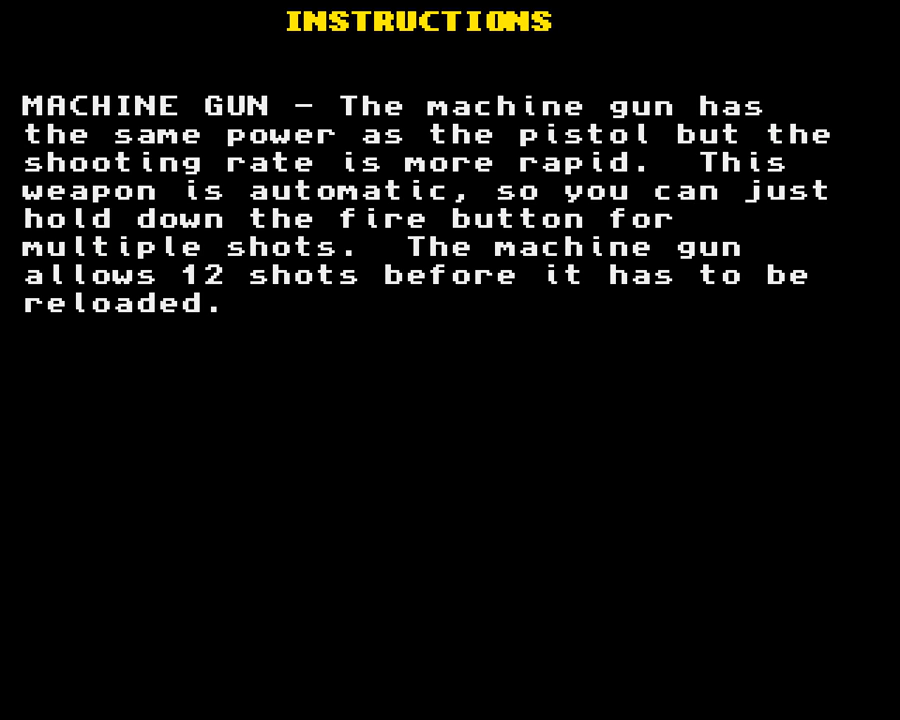 INSTRUCTIONS
MACHINE GUN - The machine gun has
the same power as the pistol but the
shooting rate is more rapid.  This
weapon is automatic, so you can just
hold down the fire button for
multiple shots.  The machine gun
allows 12 shots before it has to be
reloaded.